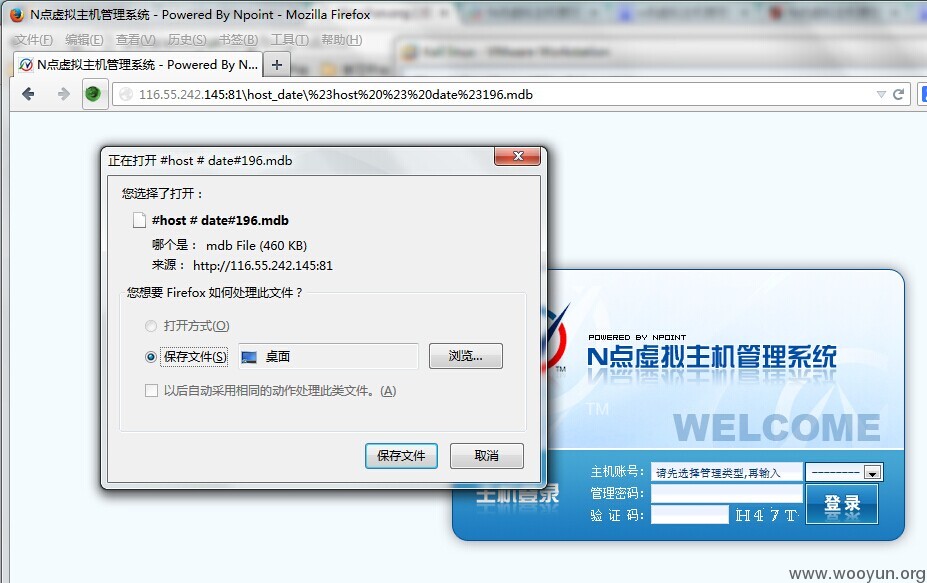 N点虚拟主机管理系统 - Powered By Npoint - Mozilla Firefox
文件(F) 编辑(E) 查看(V) 历史(S) 书签(B) 工具(T) 帮助(H)
N点虚拟主机管理系统 - Powered By N... +
116.55.242.145:81\host_date\%23host%20%23%20date%23196.mdb
正在打开 #host # date#196.mdb
您选择了打开：
#host # date#196.mdb
哪个是： mdb File (460 KB)
来源： http://116.55.242.145:81
您想要 Firefox 如何处理此文件？
打开方式(O)
保存文件(S) 桌面 浏览...
以后自动采用相同的动作处理此类文件。(A)
保存文件 取消
POWERED BY NPOINT
N点虚拟主机管理系统
TM
TM
WELCOME
主机登录
主机账号： 请先选择管理类型,再输入 --------
管理密码：
验 证 码： H 4 7 T
登 录
www.wooyun.org